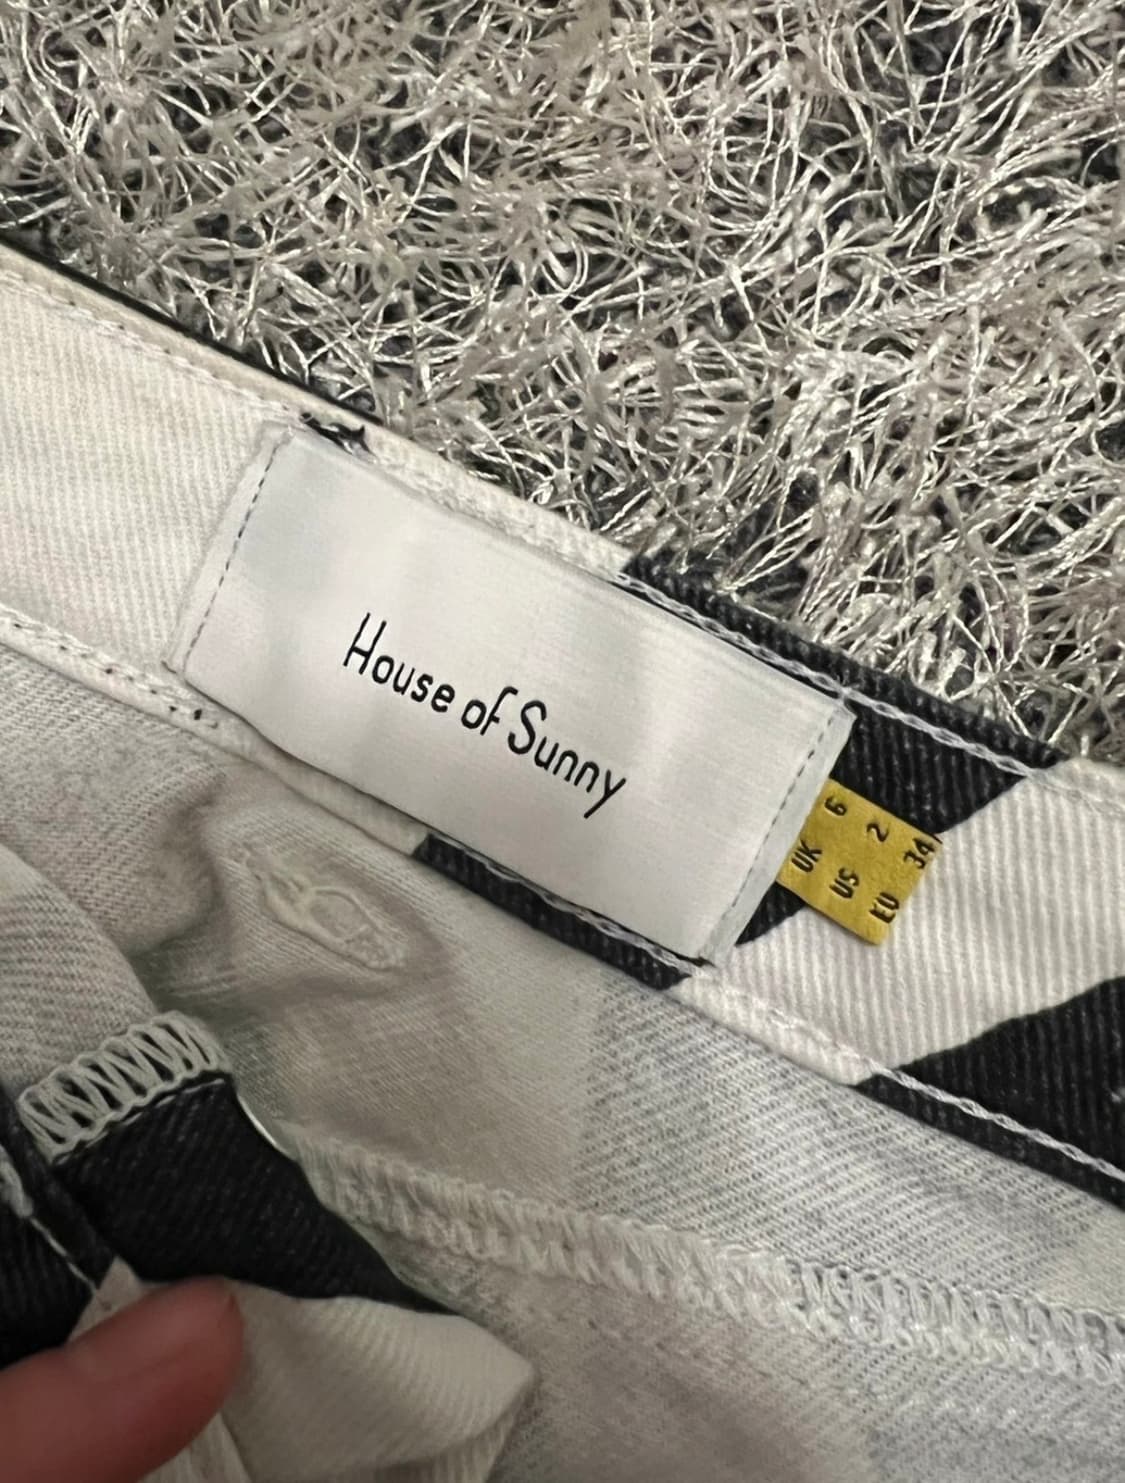 House of Sunny
UK 6
US 2
EU 34